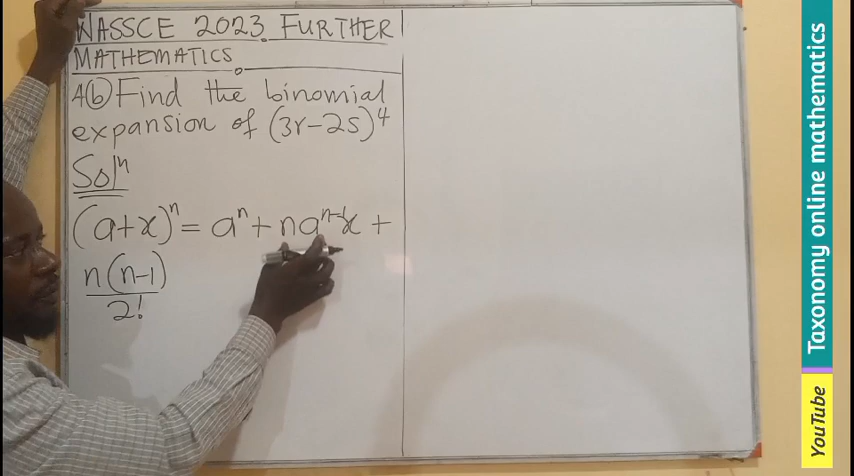 WASSCE 2023 FURTHER
MATHEMATICS
4(b) Find the binomial
expansion of (3r-2s)⁴
Solⁿ
(a+x)ⁿ = aⁿ + naⁿ⁻¹x +
n(n-1)
2!
Taxonomy online mathematics
YouTube